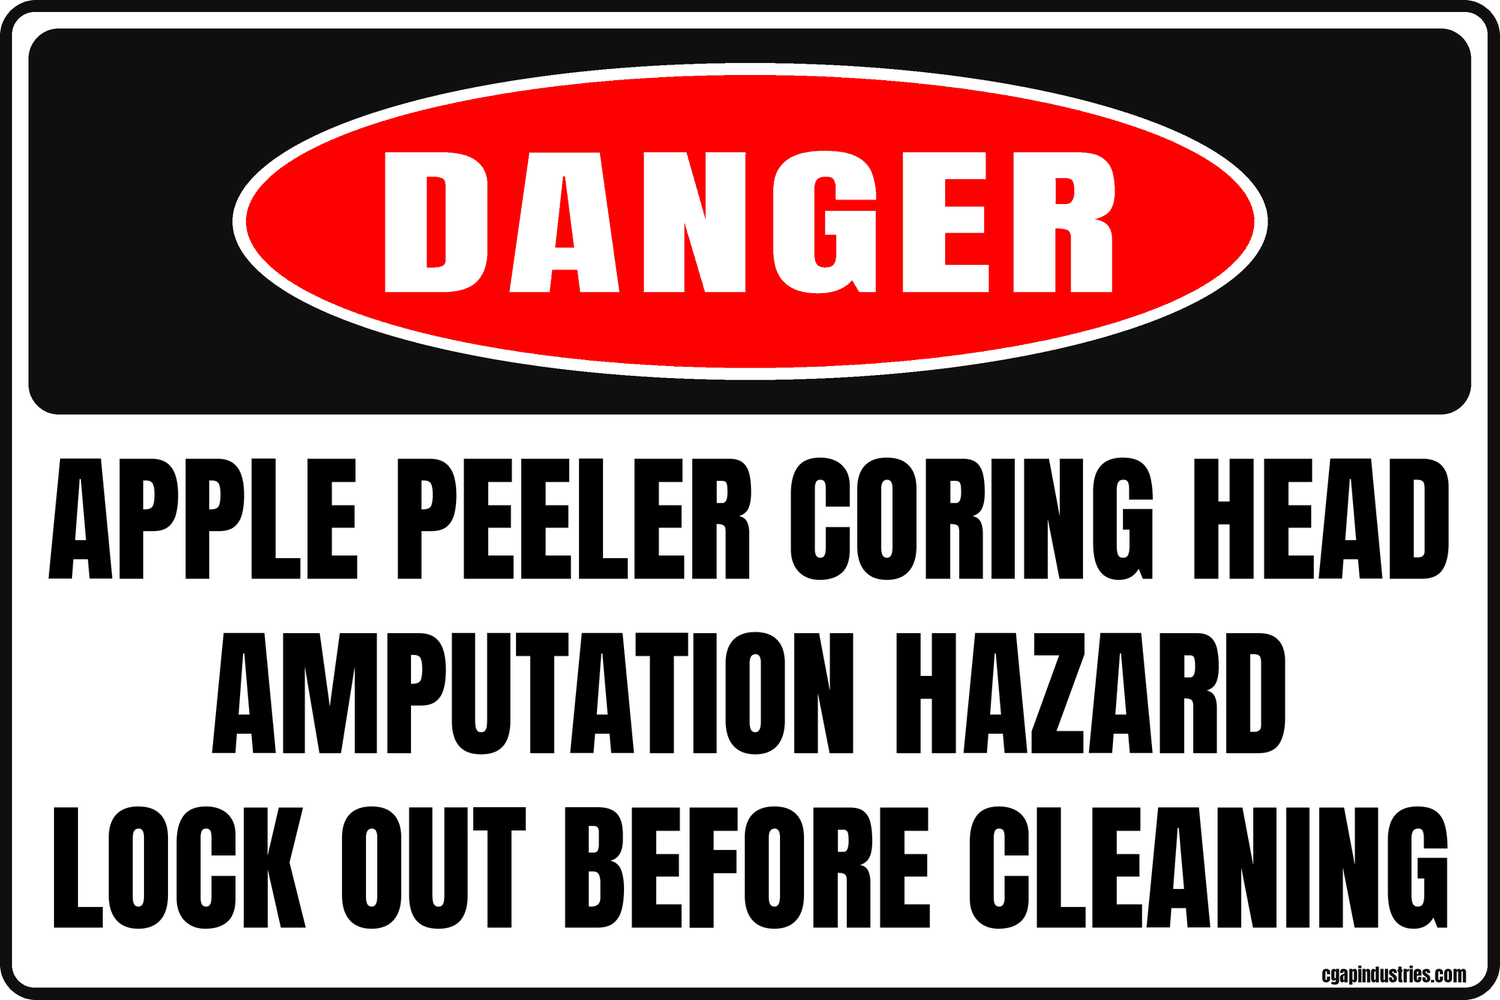 DANGER
APPLE PEELER CORING HEAD
AMPUTATION HAZARD
LOCK OUT BEFORE CLEANING
cgapindustries.com